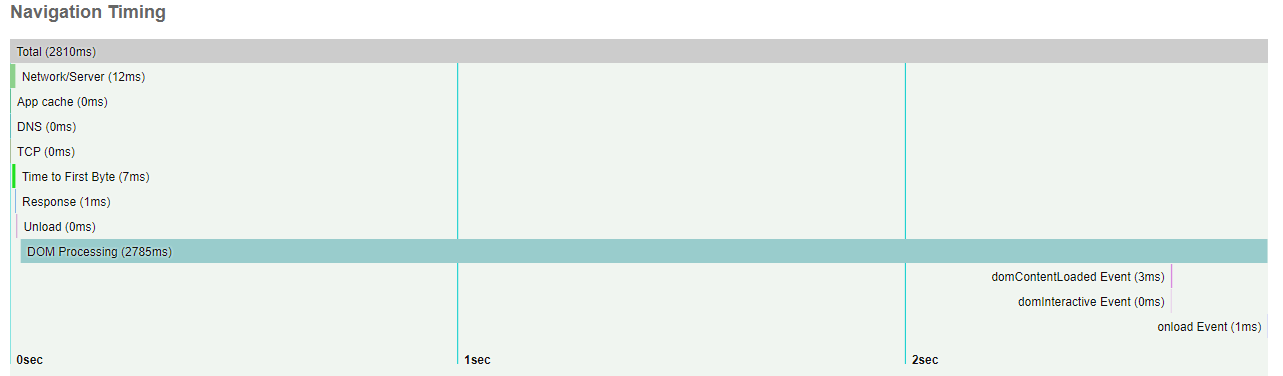 Navigation Timing
Total (2810ms)
Network/Server (12ms)
App cache (0ms)
DNS (0ms)
TCP (0ms)
Time to First Byte (7ms)
Response (1ms)
Unload (0ms)
DOM Processing (2785ms)
domContentLoaded Event (3ms)
domInteractive Event (0ms)
onload Event (1ms)
0sec 1sec 2sec